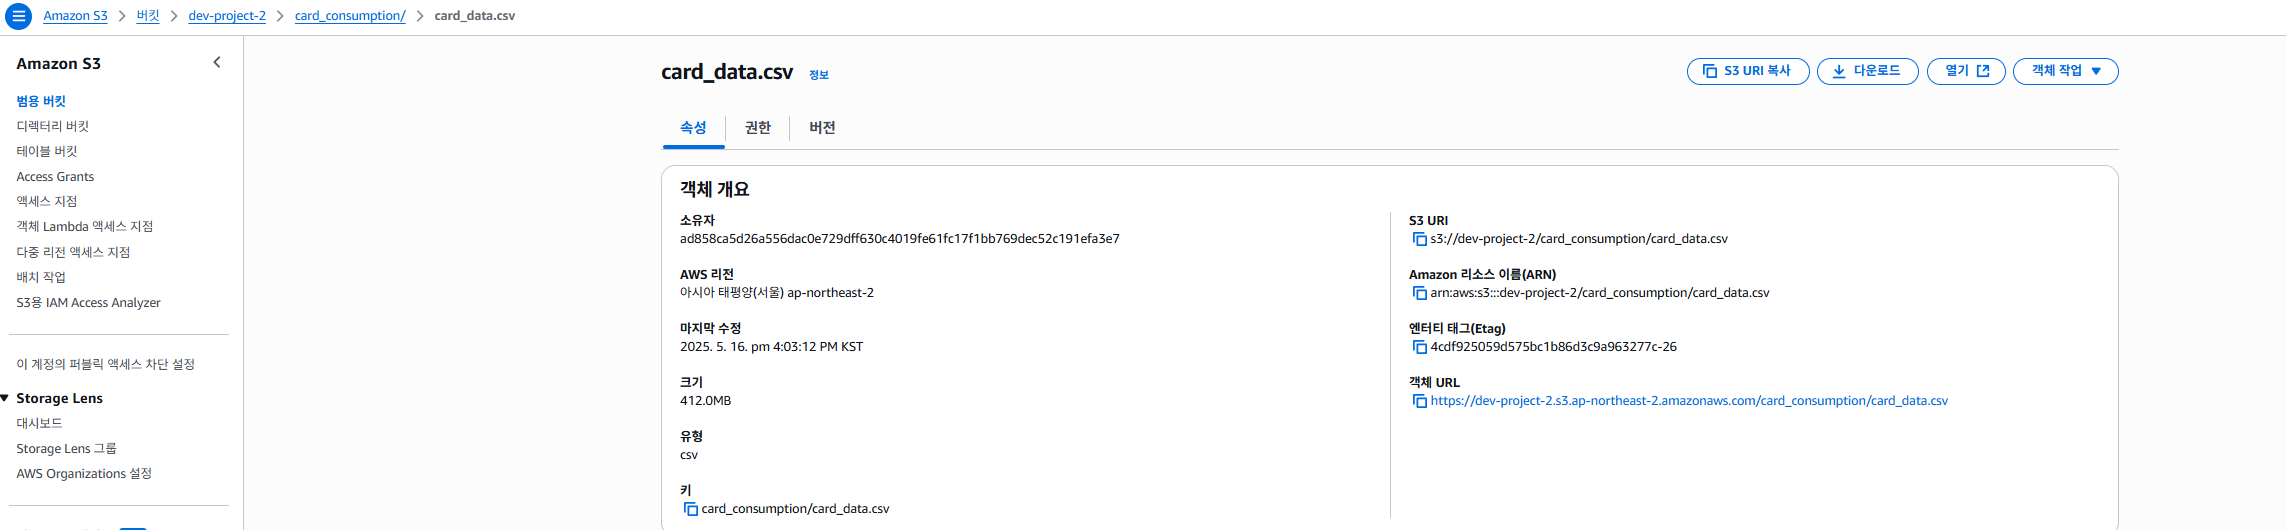 Amazon S3 > 버킷 > dev-project-2 > card_consumption/ > card_data.csv
Amazon S3
범용 버킷
디렉터리 버킷
테이블 버킷
Access Grants
액세스 지점
객체 Lambda 액세스 지점
다중 리전 액세스 지점
배치 작업
S3용 IAM Access Analyzer
이 계정의 퍼블릭 액세스 차단 설정
Storage Lens
대시보드
Storage Lens 그룹
AWS Organizations 설정
card_data.csv 정보
S3 URI 복사 다운로드 열기 객체 작업
속성 권한 버전
객체 개요
소유자
ad858ca5d26a556dac0e729dff630c4019fe61fc17f1bb769dec52c191efa3e7
AWS 리전
아시아 태평양(서울) ap-northeast-2
마지막 수정
2025. 5. 16. pm 4:03:12 PM KST
크기
412.0MB
유형
csv
키
card_consumption/card_data.csv
S3 URI
s3://dev-project-2/card_consumption/card_data.csv
Amazon 리소스 이름(ARN)
arn:aws:s3:::dev-project-2/card_consumption/card_data.csv
엔터티 태그(Etag)
4cdf925059d575bc1b86d3c9a963277c-26
객체 URL
https://dev-project-2.s3.ap-northeast-2.amazonaws.com/card_consumption/card_data.csv